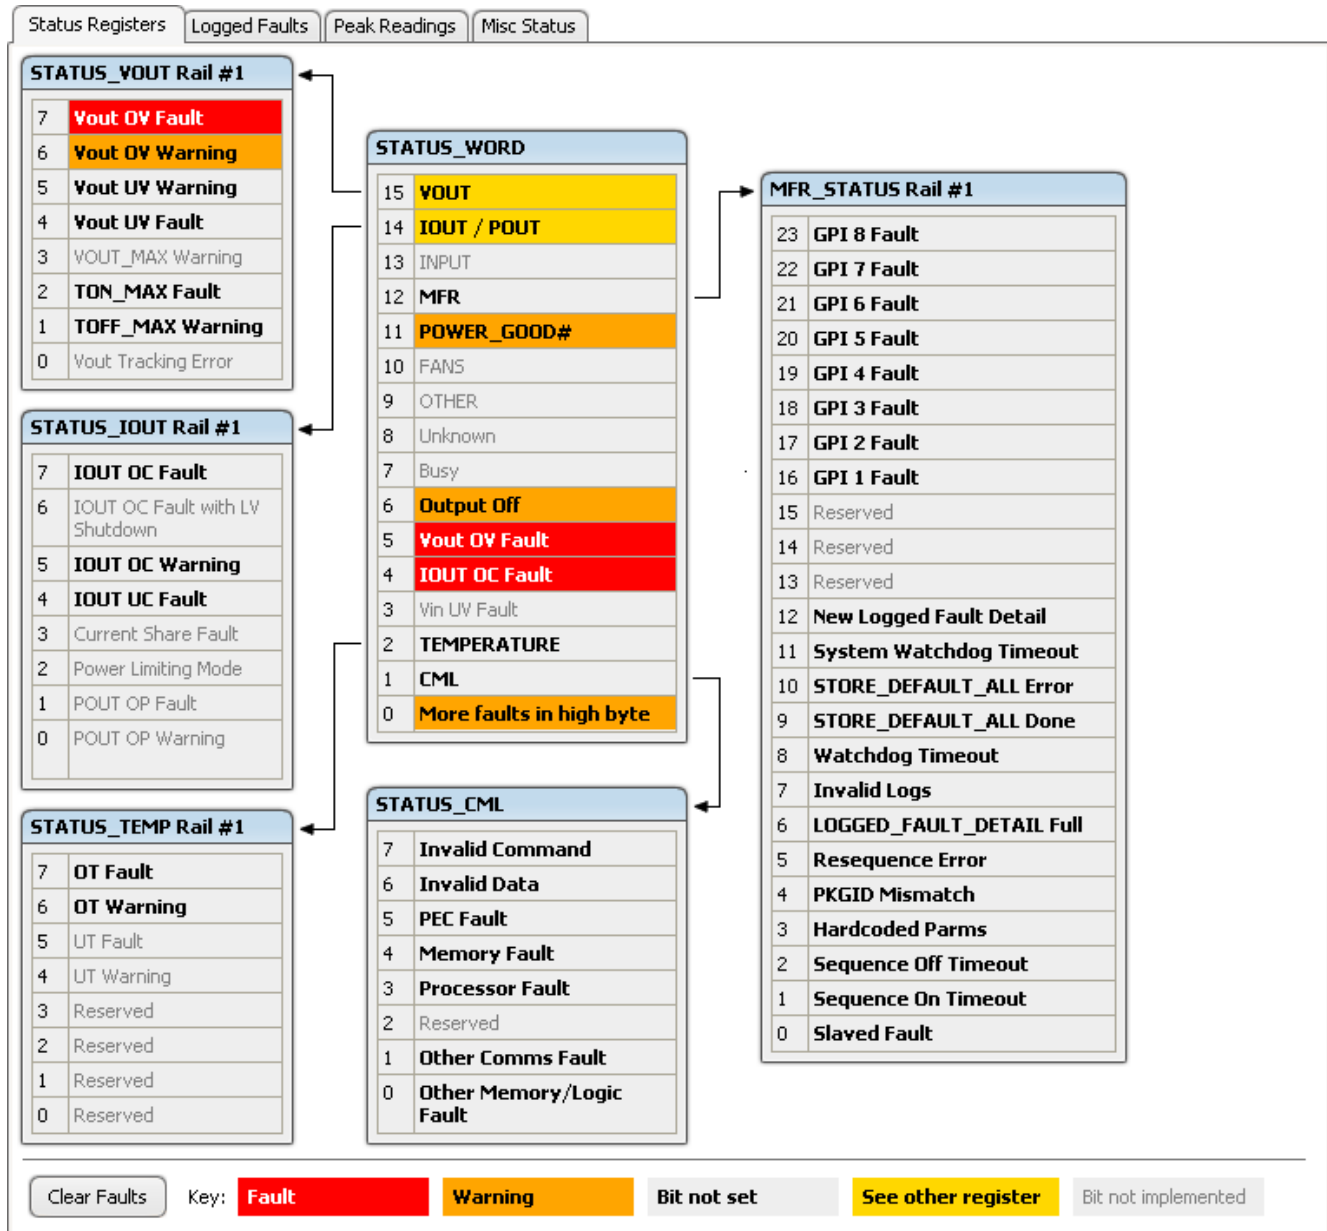 Status Registers
Logged Faults
Peak Readings
Misc Status
STATUS_VOUT Rail #1
7 Vout OV Fault
6 Vout OV Warning
5 Vout UV Warning
4 Vout UV Fault
3 VOUT_MAX Warning
2 TON_MAX Fault
1 TOFF_MAX Warning
0 Vout Tracking Error
STATUS_IOUT Rail #1
7 IOUT OC Fault
6 IOUT OC Fault with LV
Shutdown
5 IOUT OC Warning
4 IOUT UC Fault
3 Current Share Fault
2 Power Limiting Mode
1 POUT OP Fault
0 POUT OP Warning
STATUS_TEMP Rail #1
7 OT Fault
6 OT Warning
5 UT Fault
4 UT Warning
3 Reserved
2 Reserved
1 Reserved
0 Reserved
STATUS_WORD
15 VOUT
14 IOUT / POUT
13 INPUT
12 MFR
11 POWER_GOOD#
10 FANS
9 OTHER
8 Unknown
7 Busy
6 Output Off
5 Vout OV Fault
4 IOUT OC Fault
3 Vin UV Fault
2 TEMPERATURE
1 CML
0 More faults in high byte
STATUS_CML
7 Invalid Command
6 Invalid Data
5 PEC Fault
4 Memory Fault
3 Processor Fault
2 Reserved
1 Other Comms Fault
0 Other Memory/Logic
Fault
MFR_STATUS Rail #1
23 GPI 8 Fault
22 GPI 7 Fault
21 GPI 6 Fault
20 GPI 5 Fault
19 GPI 4 Fault
18 GPI 3 Fault
17 GPI 2 Fault
16 GPI 1 Fault
15 Reserved
14 Reserved
13 Reserved
12 New Logged Fault Detail
11 System Watchdog Timeout
10 STORE_DEFAULT_ALL Error
9 STORE_DEFAULT_ALL Done
8 Watchdog Timeout
7 Invalid Logs
6 LOGGED_FAULT_DETAIL Full
5 Resequence Error
4 PKGID Mismatch
3 Hardcoded Parms
2 Sequence Off Timeout
1 Sequence On Timeout
0 Slaved Fault
Clear Faults
Key: Fault
Warning
Bit not set
See other register
Bit not implemented